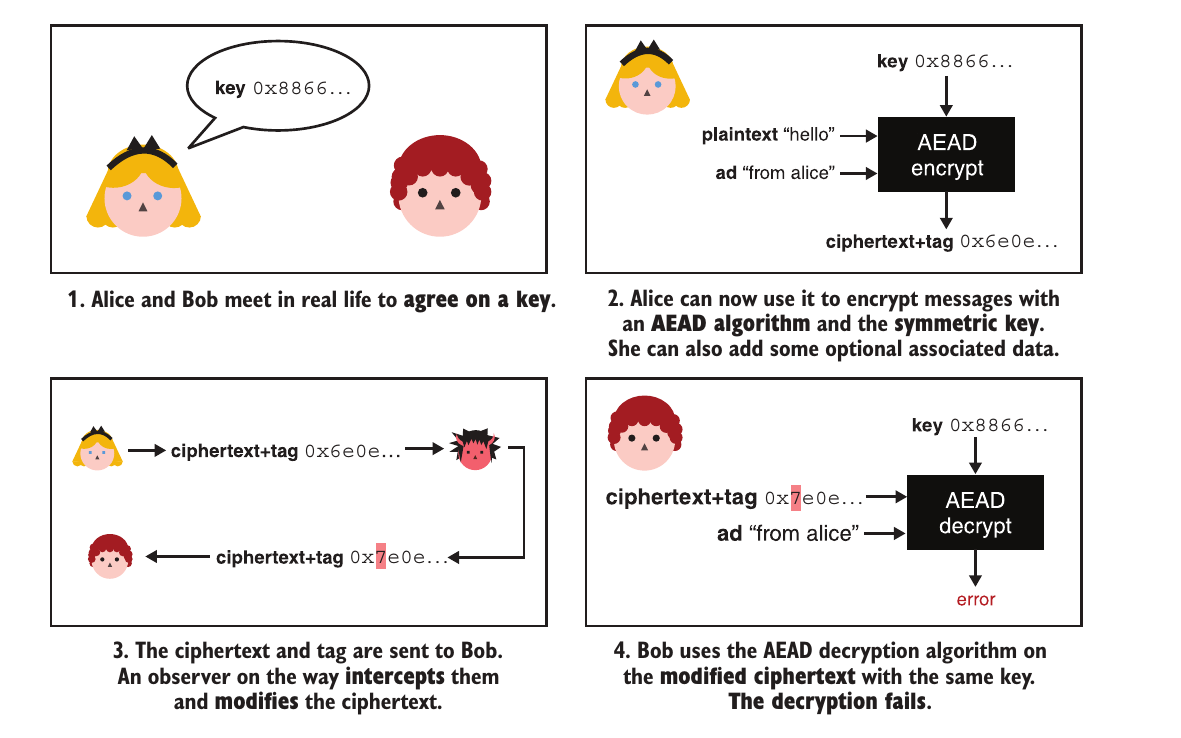 key 0x8866...
1. Alice and Bob meet in real life to agree on a key.
key 0x8866...
plaintext “hello”
ad “from alice”
AEAD
encrypt
ciphertext+tag 0x6e0e...
2. Alice can now use it to encrypt messages with
an AEAD algorithm and the symmetric key.
She can also add some optional associated data.
ciphertext+tag 0x6e0e...
ciphertext+tag 0x7e0e...
3. The ciphertext and tag are sent to Bob.
An observer on the way intercepts them
and modifies the ciphertext.
key 0x8866...
ciphertext+tag 0x7e0e...
ad “from alice”
AEAD
decrypt
error
4. Bob uses the AEAD decryption algorithm on
the modified ciphertext with the same key.
The decryption fails.